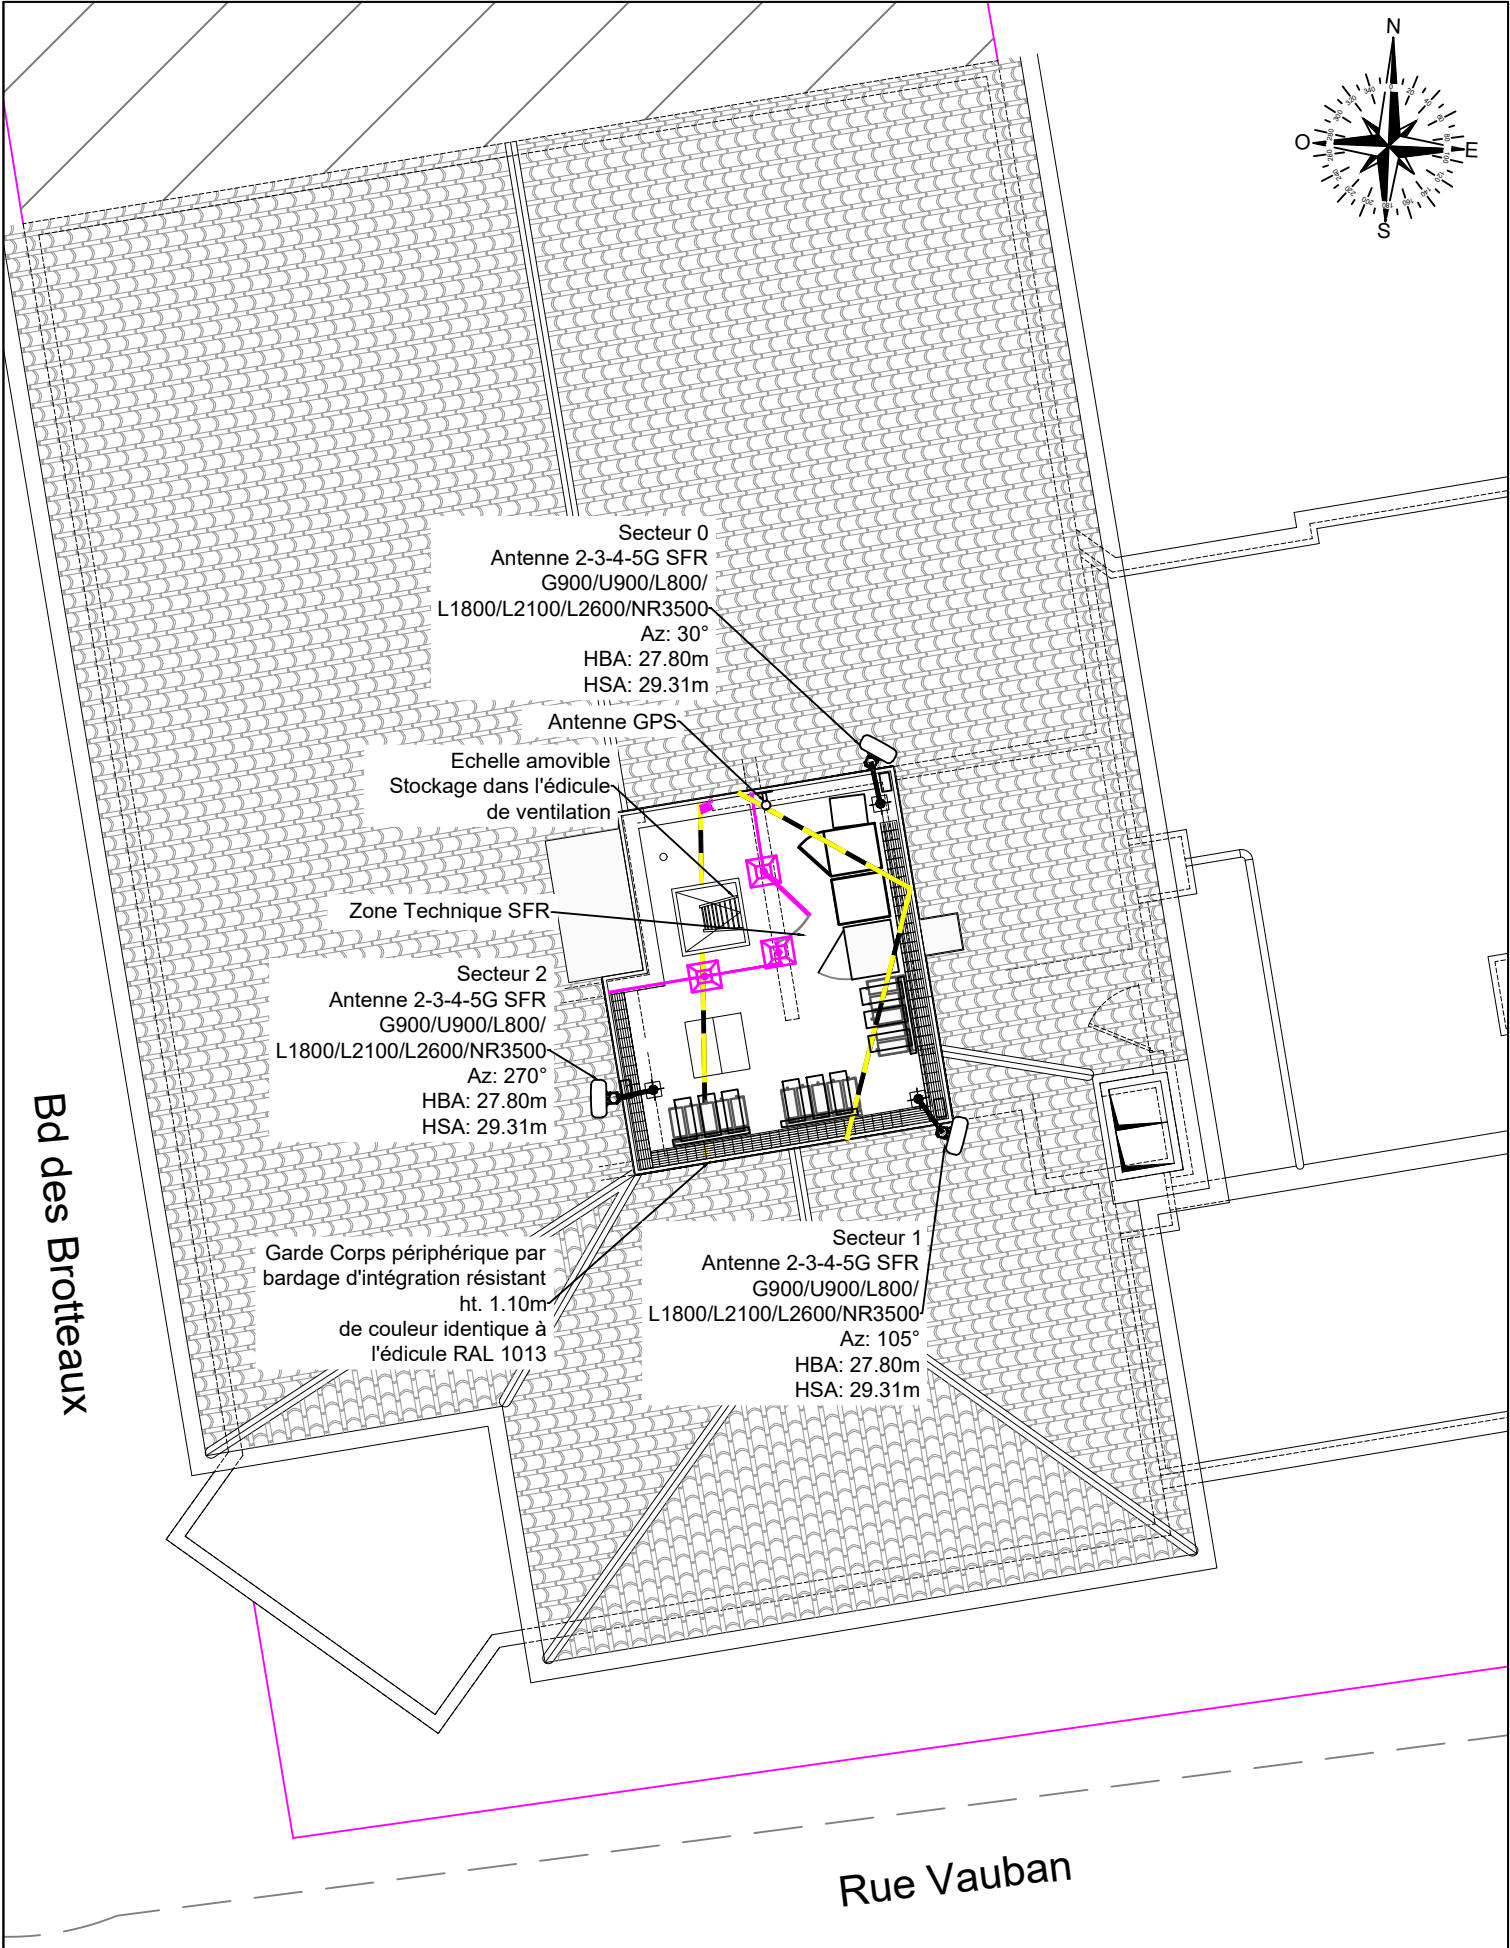 N
O
E
S
Secteur 0
Antenne 2-3-4-5G SFR
G900/U900/L800/
L1800/L2100/L2600/NR3500
Az: 30°
HBA: 27.80m
HSA: 29.31m
Antenne GPS
Echelle amovible
Stockage dans l'édicule
de ventilation
Zone Technique SFR
Secteur 2
Antenne 2-3-4-5G SFR
G900/U900/L800/
L1800/L2100/L2600/NR3500
Az: 270°
HBA: 27.80m
HSA: 29.31m
Bd des Brotteaux
Garde Corps périphérique par
bardage d'intégration résistant
ht. 1.10m
de couleur identique à
l'édicule RAL 1013
Secteur 1
Antenne 2-3-4-5G SFR
G900/U900/L800/
L1800/L2100/L2600/NR3500
Az: 105°
HBA: 27.80m
HSA: 29.31m
Rue Vauban